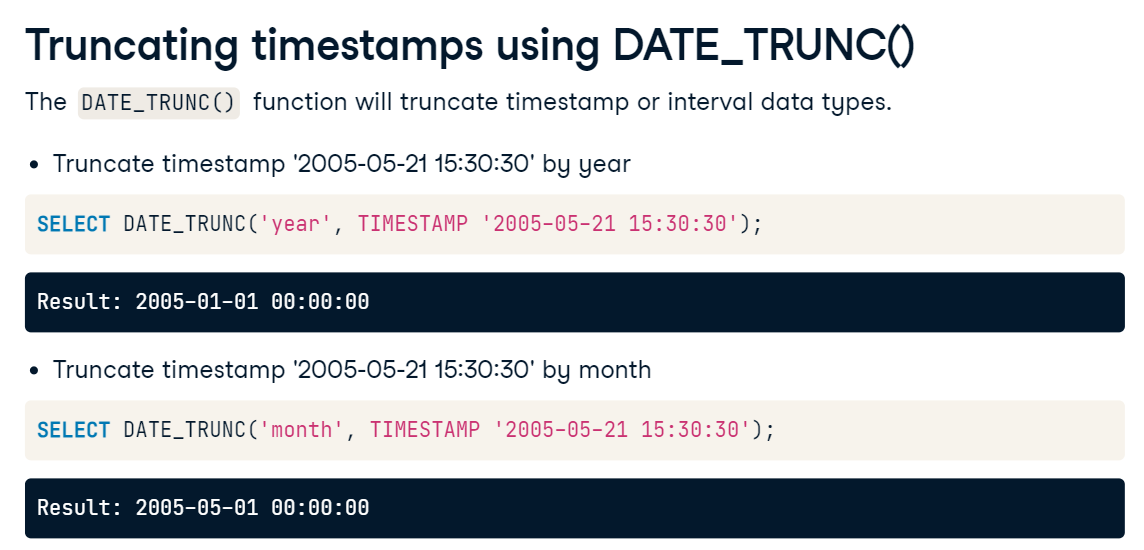 Truncating timestamps using DATE_TRUNC()
The DATE_TRUNC() function will truncate timestamp or interval data types.
• Truncate timestamp '2005-05-21 15:30:30' by year
SELECT DATE_TRUNC('year', TIMESTAMP '2005-05-21 15:30:30');
Result: 2005-01-01 00:00:00
• Truncate timestamp '2005-05-21 15:30:30' by month
SELECT DATE_TRUNC('month', TIMESTAMP '2005-05-21 15:30:30');
Result: 2005-05-01 00:00:00